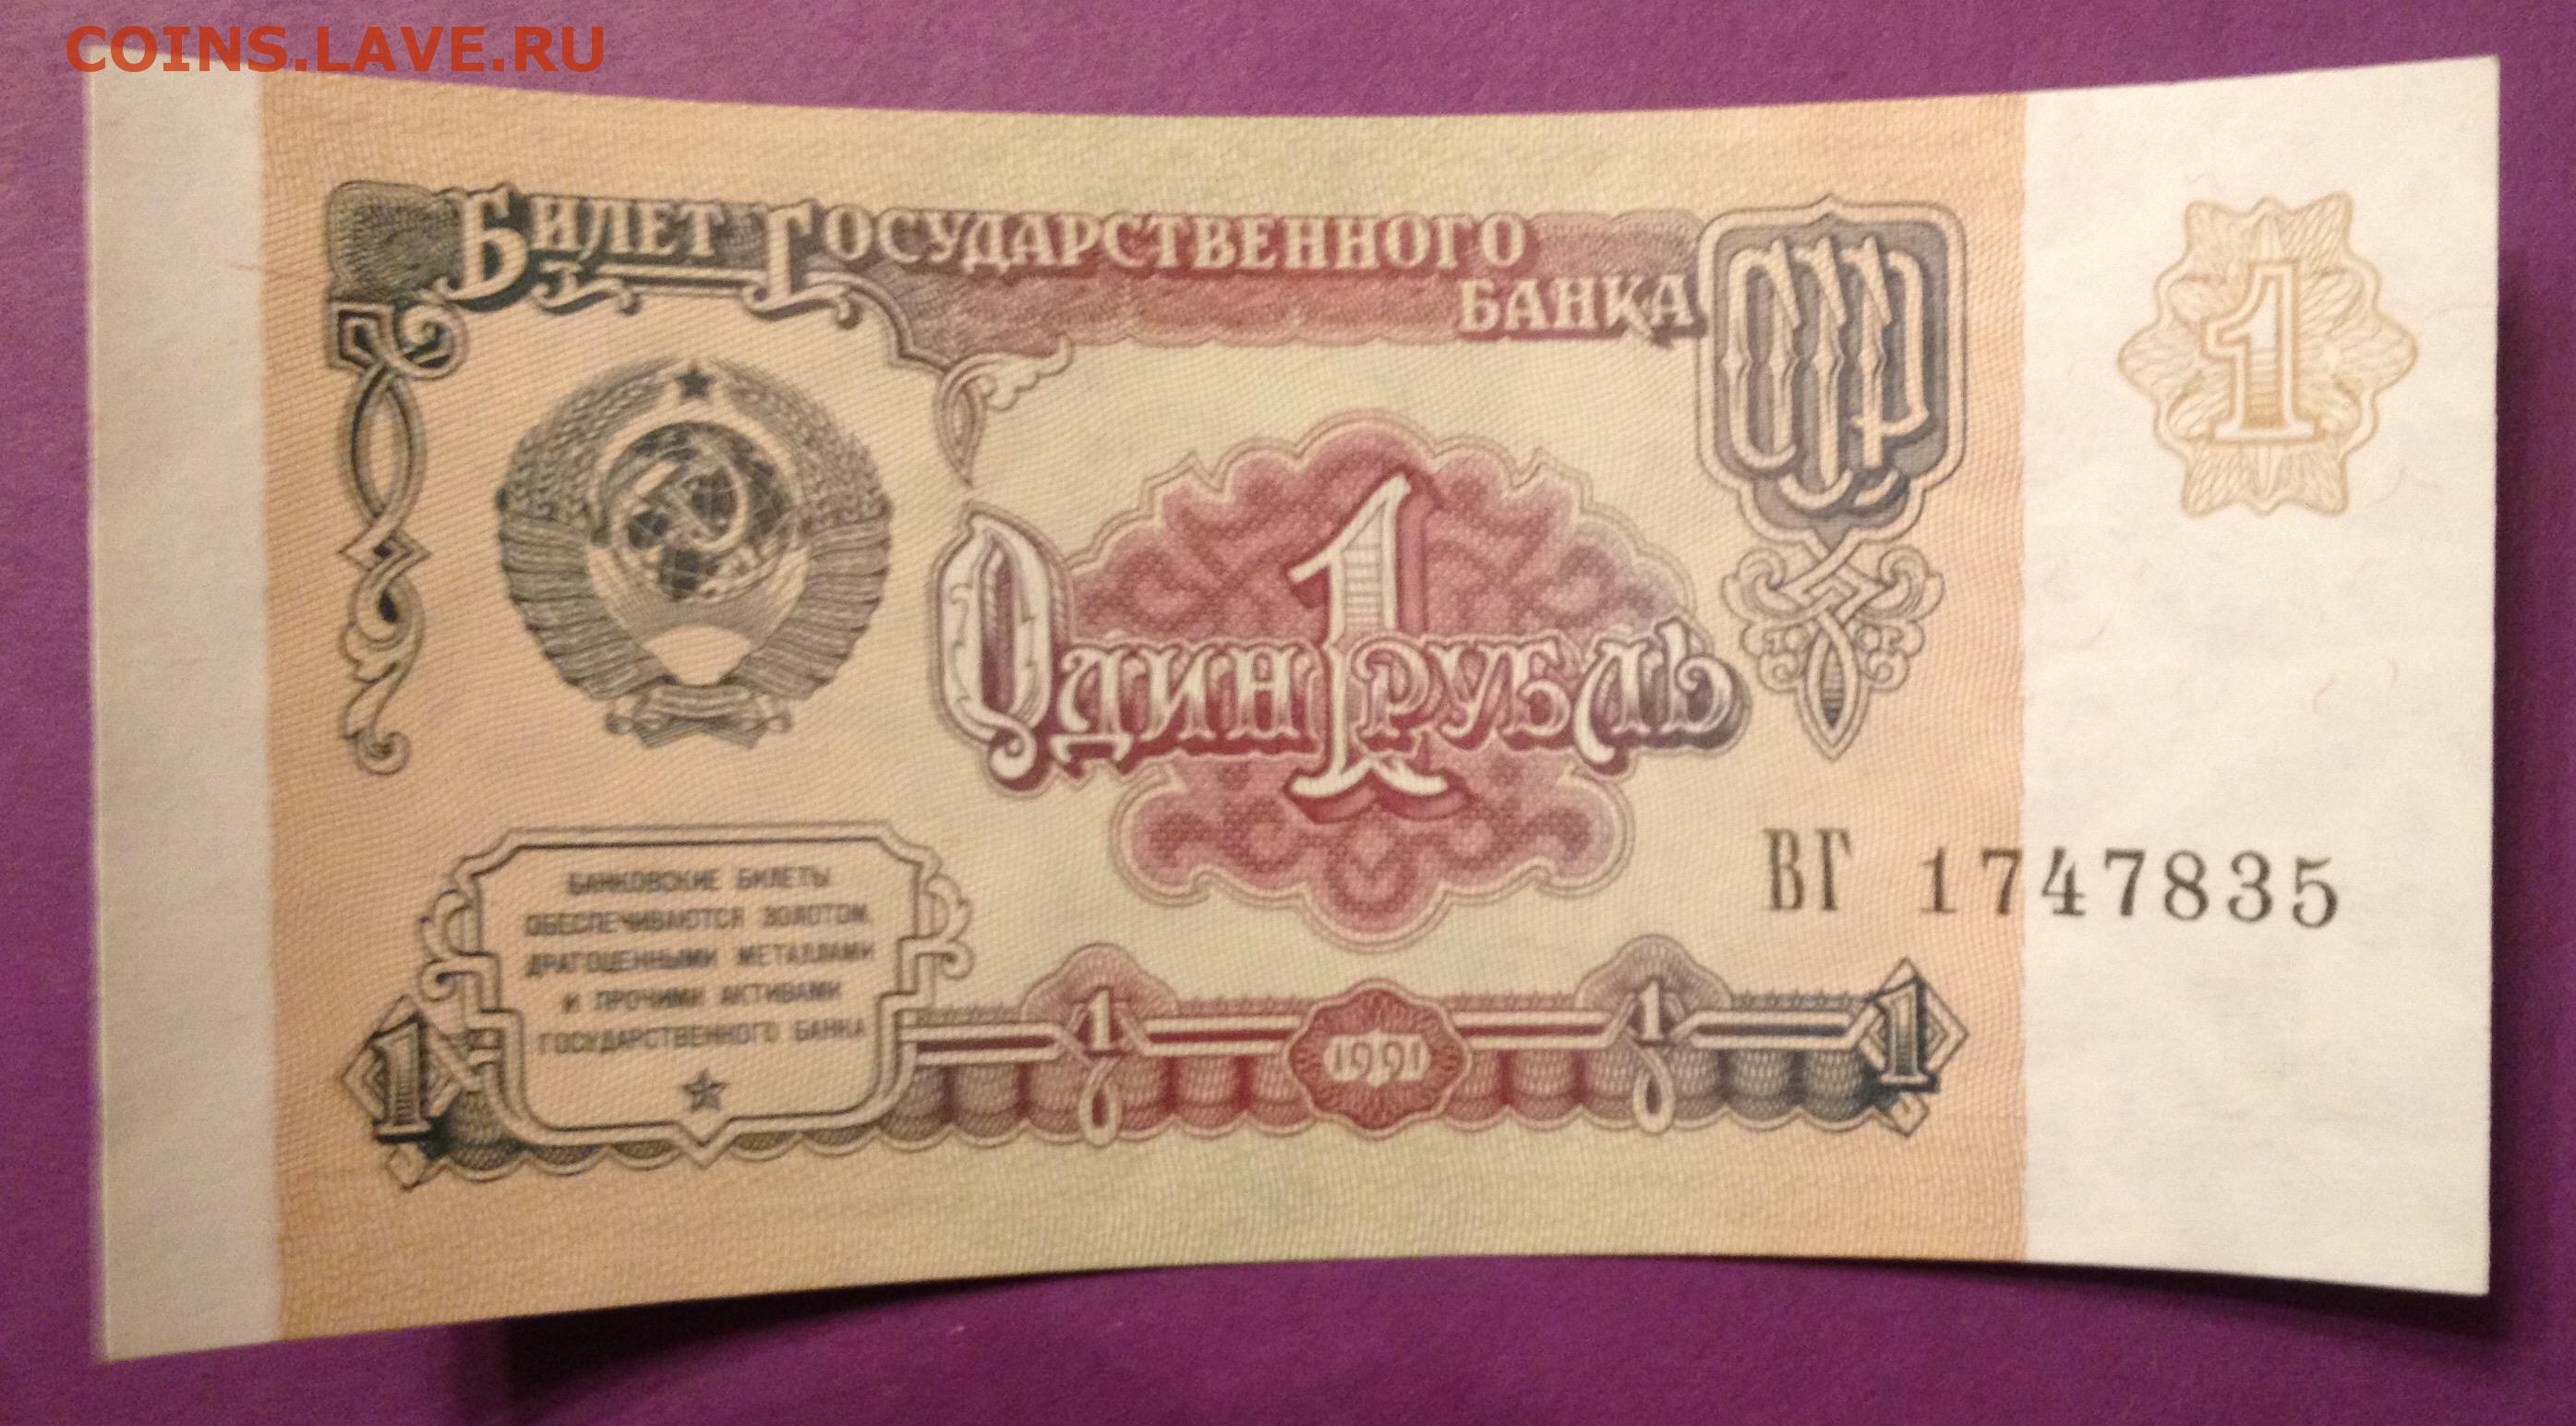 COINS.LAVE.RU
БИЛЕТ ГОСУДАРСТВЕННОГО
БАНКА
СССР
1
1
ОДИН РУБЛЬ
ВГ 1747835
БАНКОВСКИЕ БИЛЕТЫ
ОБЕСПЕЧИВАЮТСЯ ЗОЛОТОМ,
ДРАГОЦЕННЫМИ МЕТАЛЛАМИ
И ПРОЧИМИ АКТИВАМИ
ГОСУДАРСТВЕННОГО БАНКА
1 1 1991 1 1